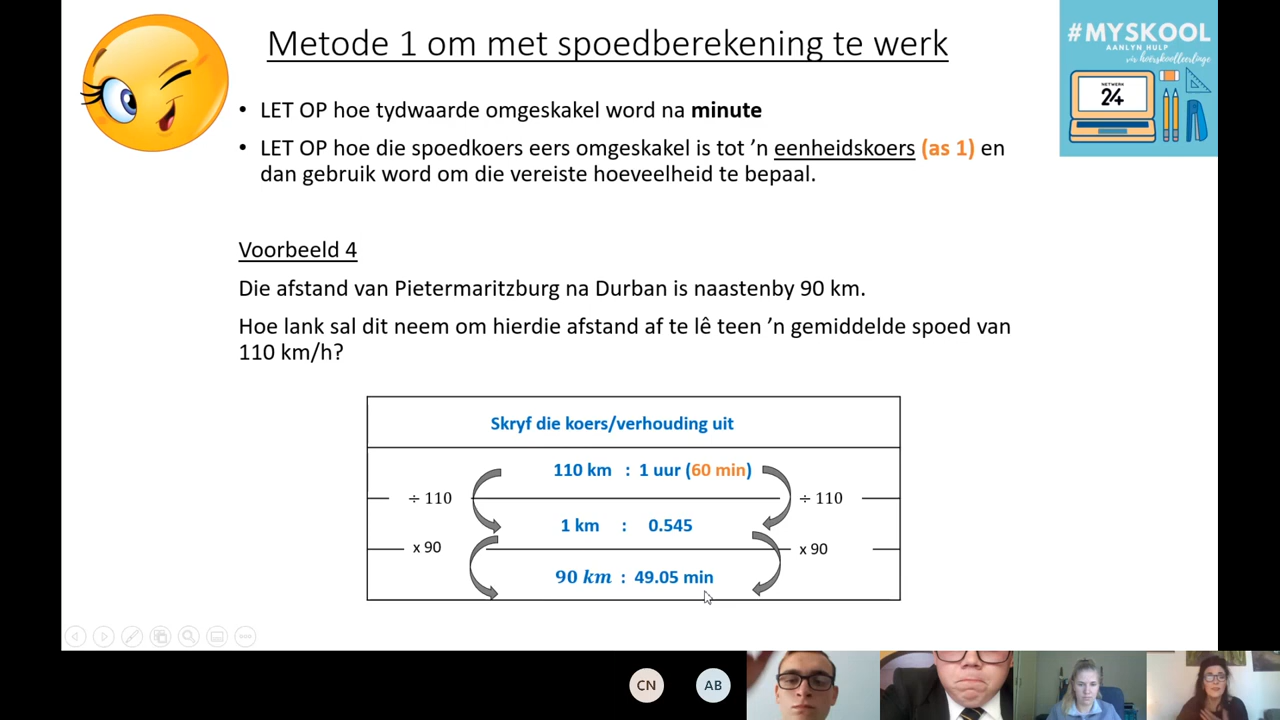 Metode 1 om met spoedberekening te werk
#MYSKOOL
AANLYN HULP
vir hoërskoolleerlinge
NETWERK
24
• LET OP hoe tydwaarde omgeskakel word na minute
• LET OP hoe die spoedkoers eers omgeskakel is tot ’n eenheidskoers (as 1) en
dan gebruik word om die vereiste hoeveelheid te bepaal.
Voorbeeld 4
Die afstand van Pietermaritzburg na Durban is naastenby 90 km.
Hoe lank sal dit neem om hierdie afstand af te lê teen ’n gemiddelde spoed van
110 km/h?
Skryf die koers/verhouding uit
110 km : 1 uur (60 min)
÷ 110 ÷ 110
1 km : 0.545
x 90 x 90
90 km : 49.05 min
CN AB